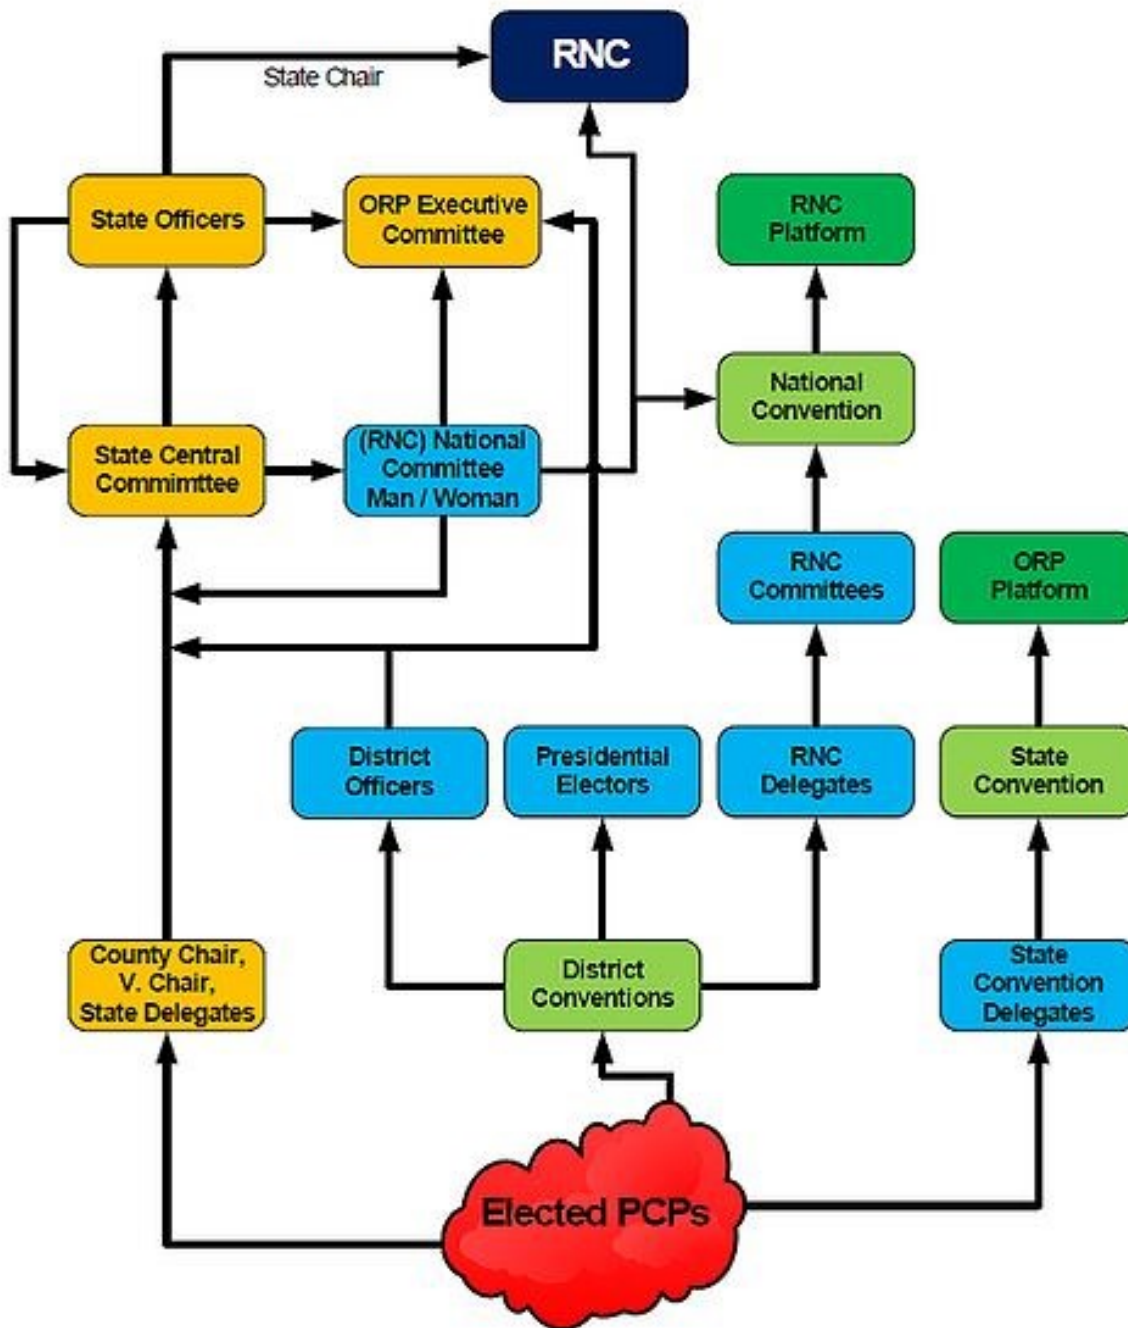 RNC
State Chair
State Officers
ORP Executive
Committee
RNC
Platform
National
Convention
State Central
Commimttee
(RNC) National
Committee
Man / Woman
RNC
Committees
ORP
Platform
District
Officers
Presidential
Electors
RNC
Delegates
State
Convention
County Chair,
V. Chair,
State Delegates
District
Conventions
State
Convention
Delegates
Elected PCPs